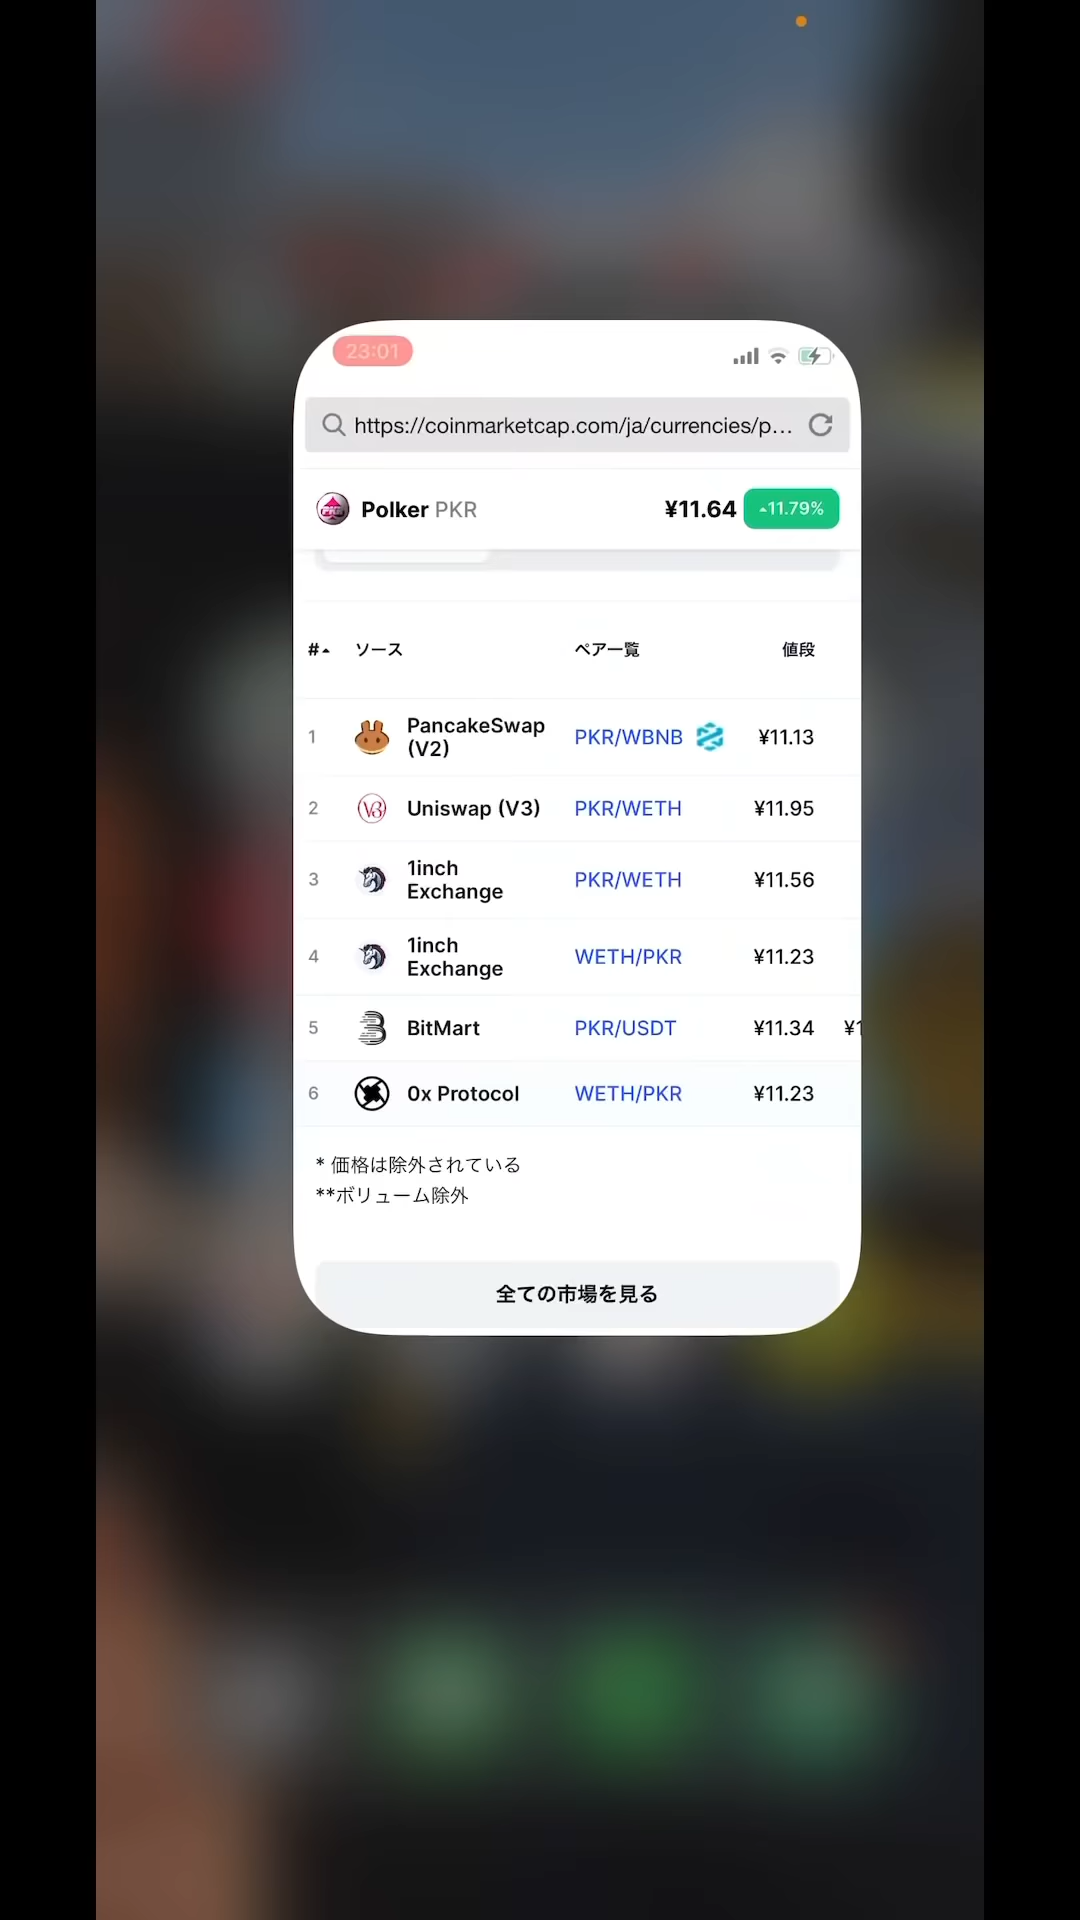 23:01
https://coinmarketcap.com/ja/currencies/p...
Polker PKR ¥11.64 11.79%
# ソース ペア一覧 値段
1 PancakeSwap (V2) PKR/WBNB ¥11.13
2 Uniswap (V3) PKR/WETH ¥11.95
3 1inch Exchange PKR/WETH ¥11.56
4 1inch Exchange WETH/PKR ¥11.23
5 BitMart PKR/USDT ¥11.34 ¥1
6 0x Protocol WETH/PKR ¥11.23
* 価格は除外されている
**ボリューム除外
全ての市場を見る